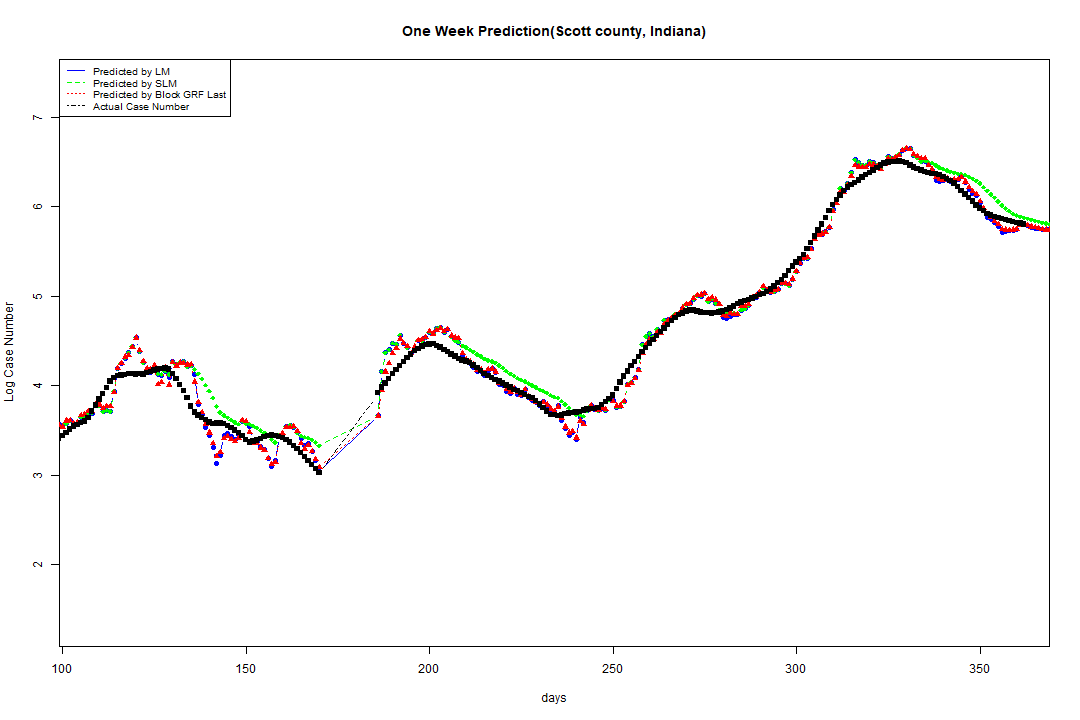 One Week Prediction(Scott county, Indiana)
Predicted by LM
Predicted by SLM
Predicted by Block GRF Last
Actual Case Number
Log Case Number
7
6
5
4
3
2
100 150 200 250 300 350
days